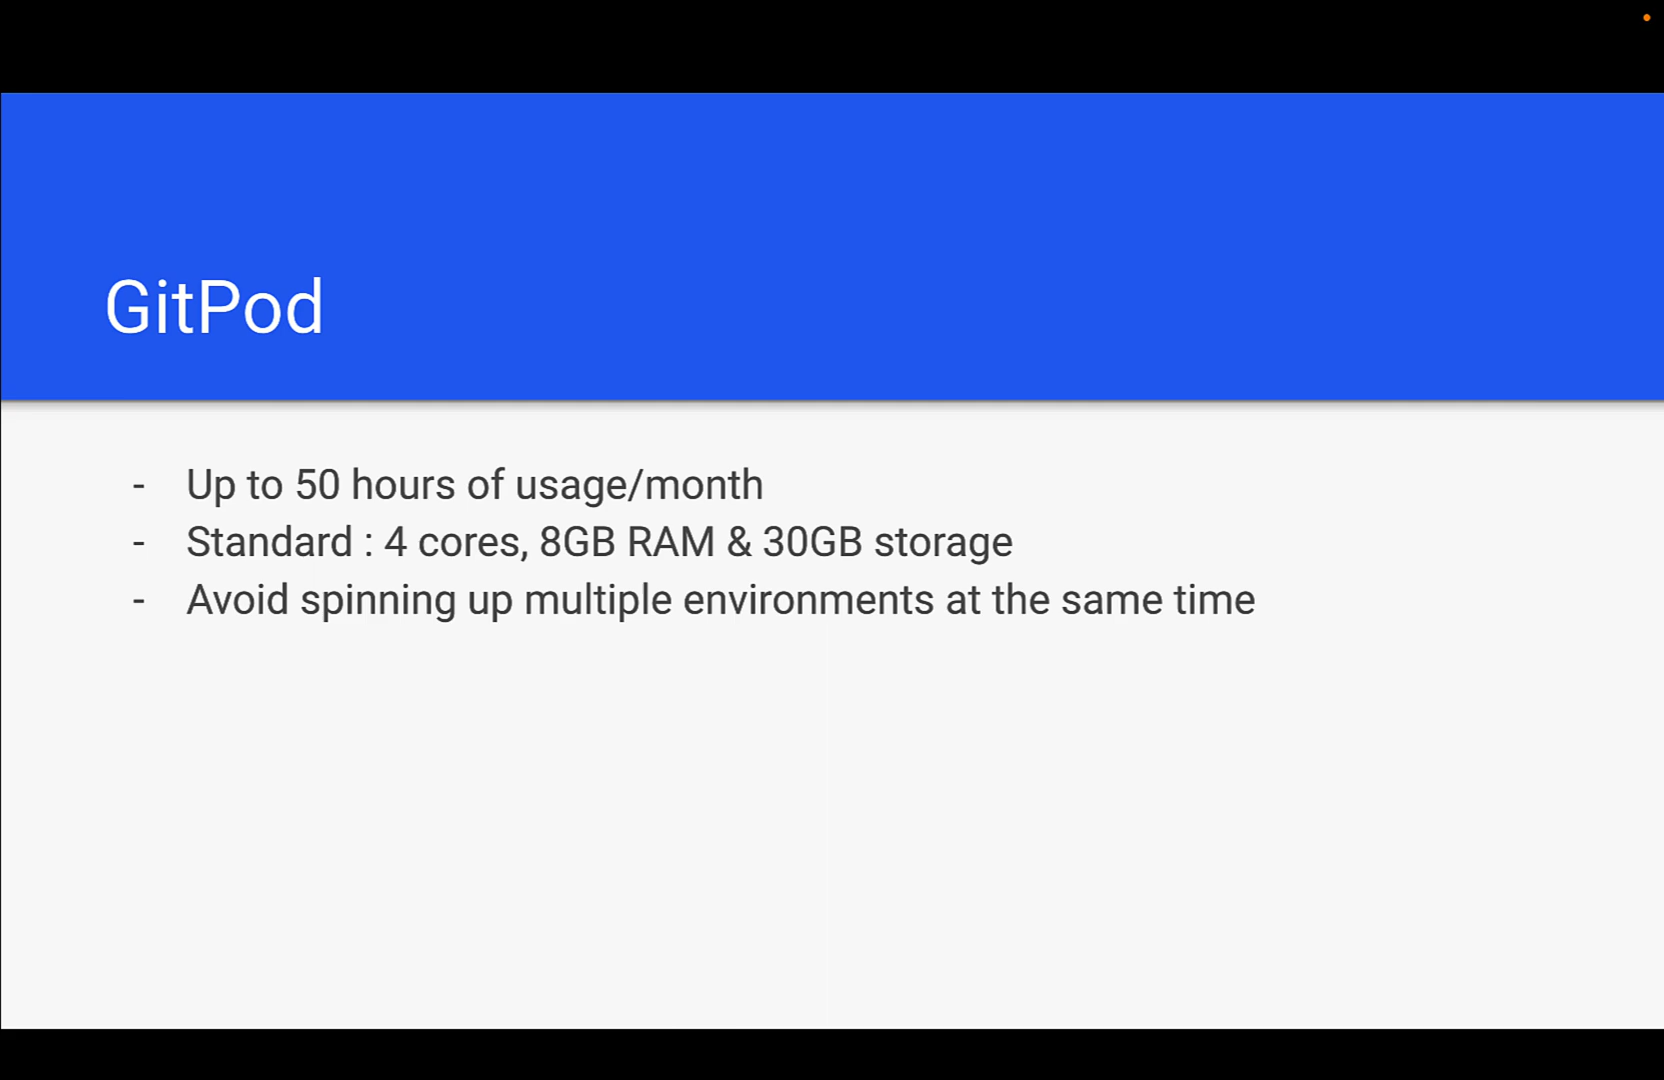 GitPod
- Up to 50 hours of usage/month
- Standard : 4 cores, 8GB RAM & 30GB storage
- Avoid spinning up multiple environments at the same time